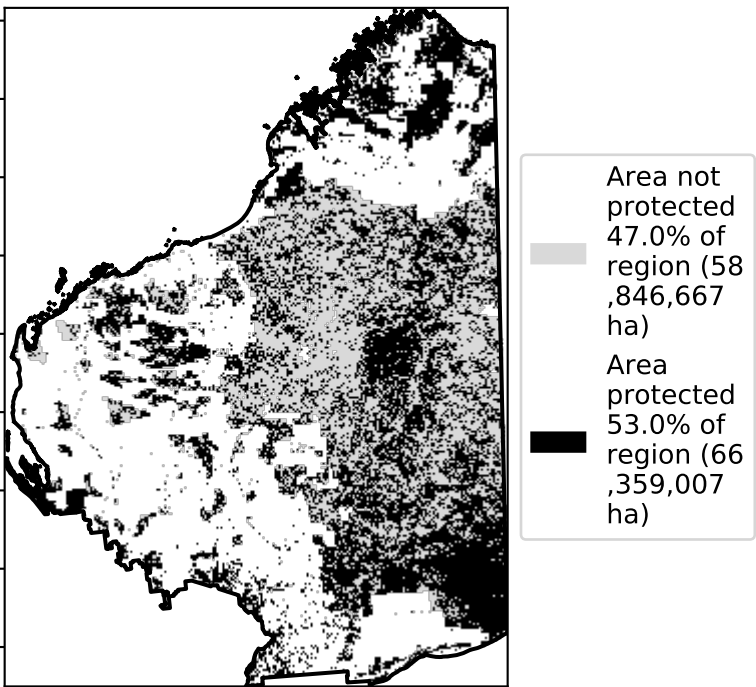 Area not
protected
47.0% of
region (58
,846,667
ha)
Area
protected
53.0% of
region (66
,359,007
ha)